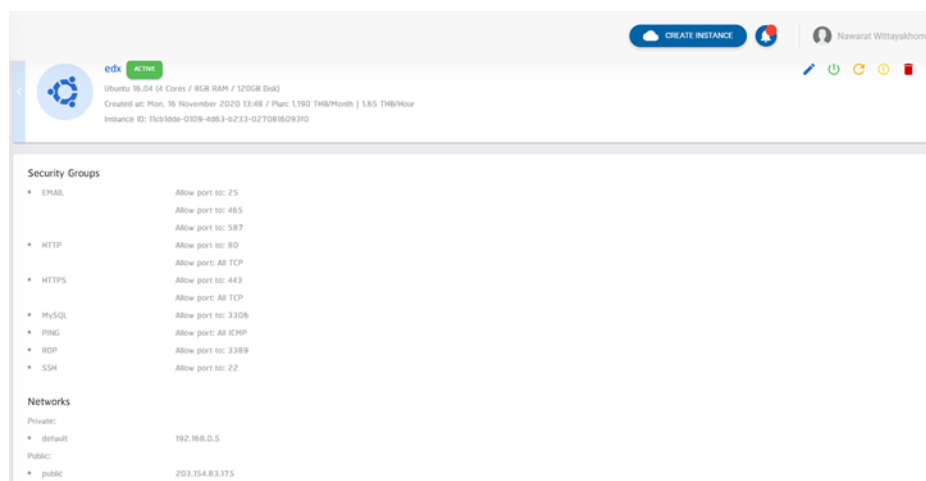 CREATE INSTANCE
Nawarat Wittayakhom
edx ACTIVE
Ubuntu 16.04 (4 Cores / 8GB RAM / 120GB Disk)
Created at: Mon, 16 November 2020 13:48 / Plan: 1,190 THB/Month | 1.65 THB/Hour
Instance ID: 11cb1dde-0109-4d63-b233-027081609310
Security Groups
• EMAIL Allow port to: 25
Allow port to: 465
Allow port to: 587
• HTTP Allow port to: 80
Allow port: All TCP
• HTTPS Allow port to: 443
Allow port: All TCP
• MySQL Allow port to: 3306
• PING Allow port: All ICMP
• RDP Allow port to: 3389
• SSH Allow port to: 22
Networks
Private:
• default 192.168.0.5
Public:
• public 203.154.83.175